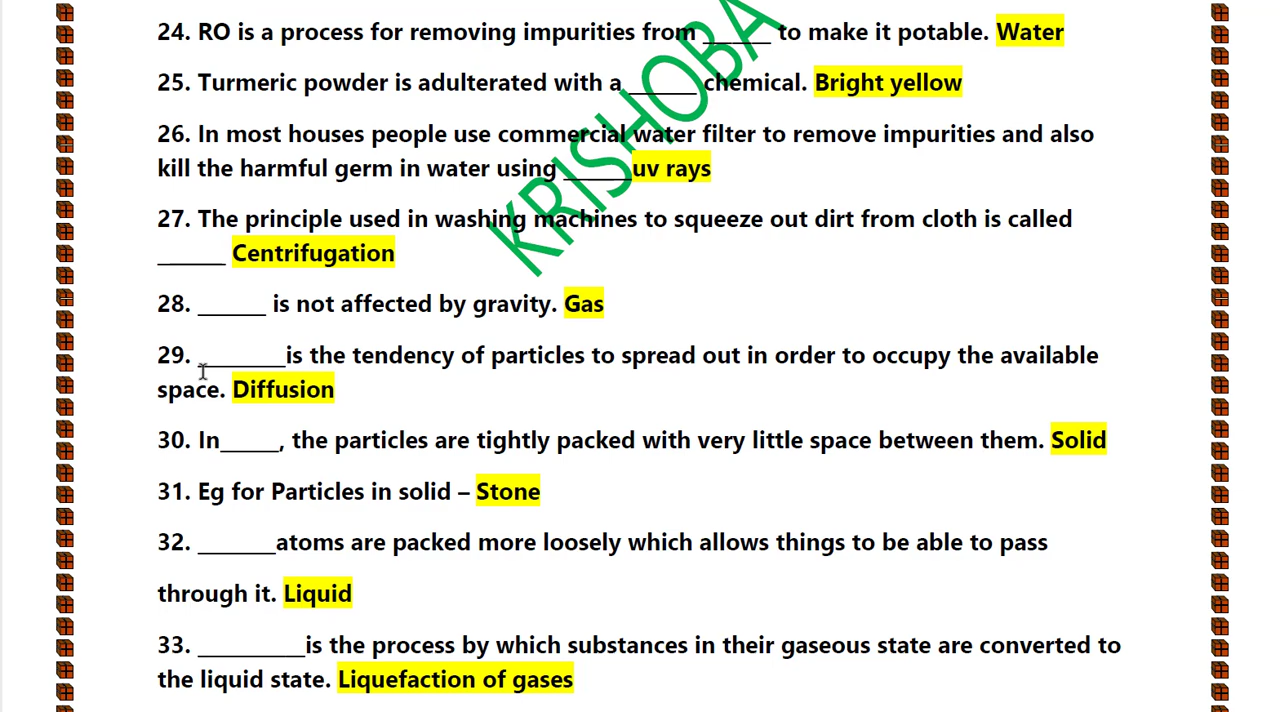 24. RO is a process for removing impurities from ______ to make it potable. Water
25. Turmeric powder is adulterated with a ______ chemical. Bright yellow
26. In most houses people use commercial water filter to remove impurities and also
kill the harmful germ in water using ______uv rays
27. The principle used in washing machines to squeeze out dirt from cloth is called
______ Centrifugation
28. ______ is not affected by gravity. Gas
29. ________is the tendency of particles to spread out in order to occupy the available
space. Diffusion
30. In_____, the particles are tightly packed with very little space between them. Solid
31. Eg for Particles in solid – Stone
32. _______atoms are packed more loosely which allows things to be able to pass
through it. Liquid
33. __________is the process by which substances in their gaseous state are converted to
the liquid state. Liquefaction of gases
KRISHOBA